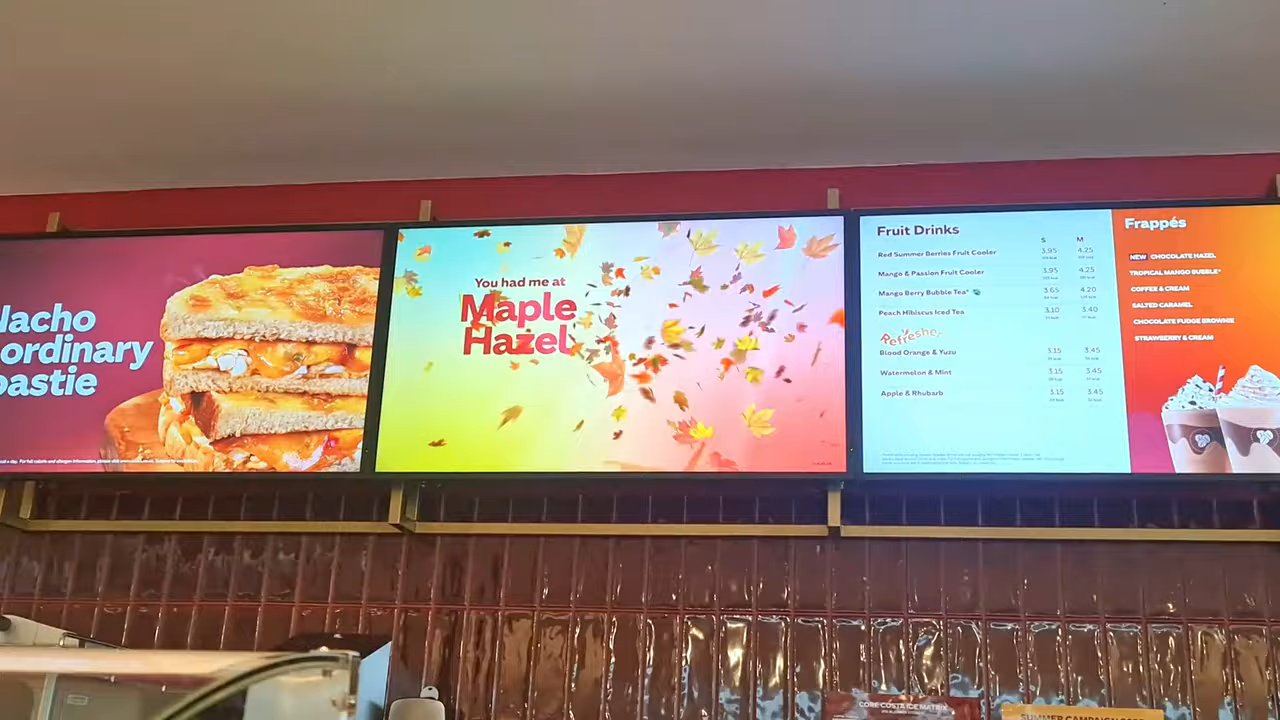 Nacho
ordinary
oastie
You had me at
Maple
Hazel
Fruit Drinks
S M
Red Summer Berries Fruit Cooler 3.95 4.25
Mango & Passion Fruit Cooler 3.95 4.25
Mango Berry Bubble Tea* 3.65 4.20
Peach Hibiscus Iced Tea 3.10 3.40
Refresher
Blood Orange & Yuzu 3.15 3.45
Watermelon & Mint 3.15 3.45
Apple & Rhubarb 3.15 3.45
Frappés
NEW CHOCOLATE HAZEL
TROPICAL MANGO BUBBLE*
COFFEE & CREAM
SALTED CARAMEL
CHOCOLATE FUDGE BROWNIE
STRAWBERRY & CREAM
CORE COSTA ICE MATRIX
SUMMER CAMPAIGN